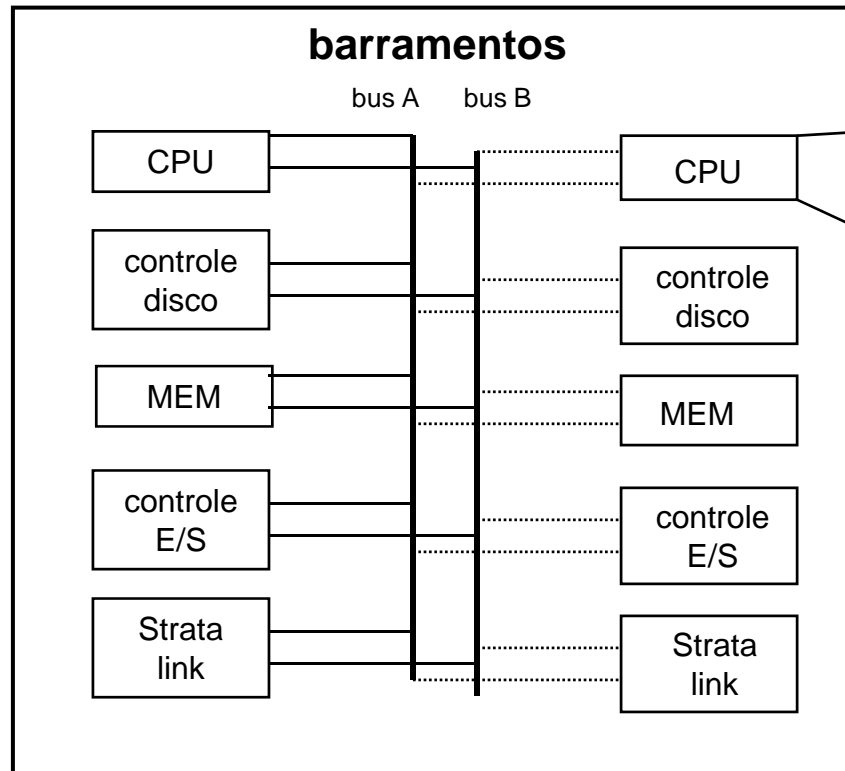 barramentos
bus A bus B
CPU
CPU
controle
disco
controle
disco
MEM
MEM
controle
E/S
controle
E/S
Strata
link
Strata
link